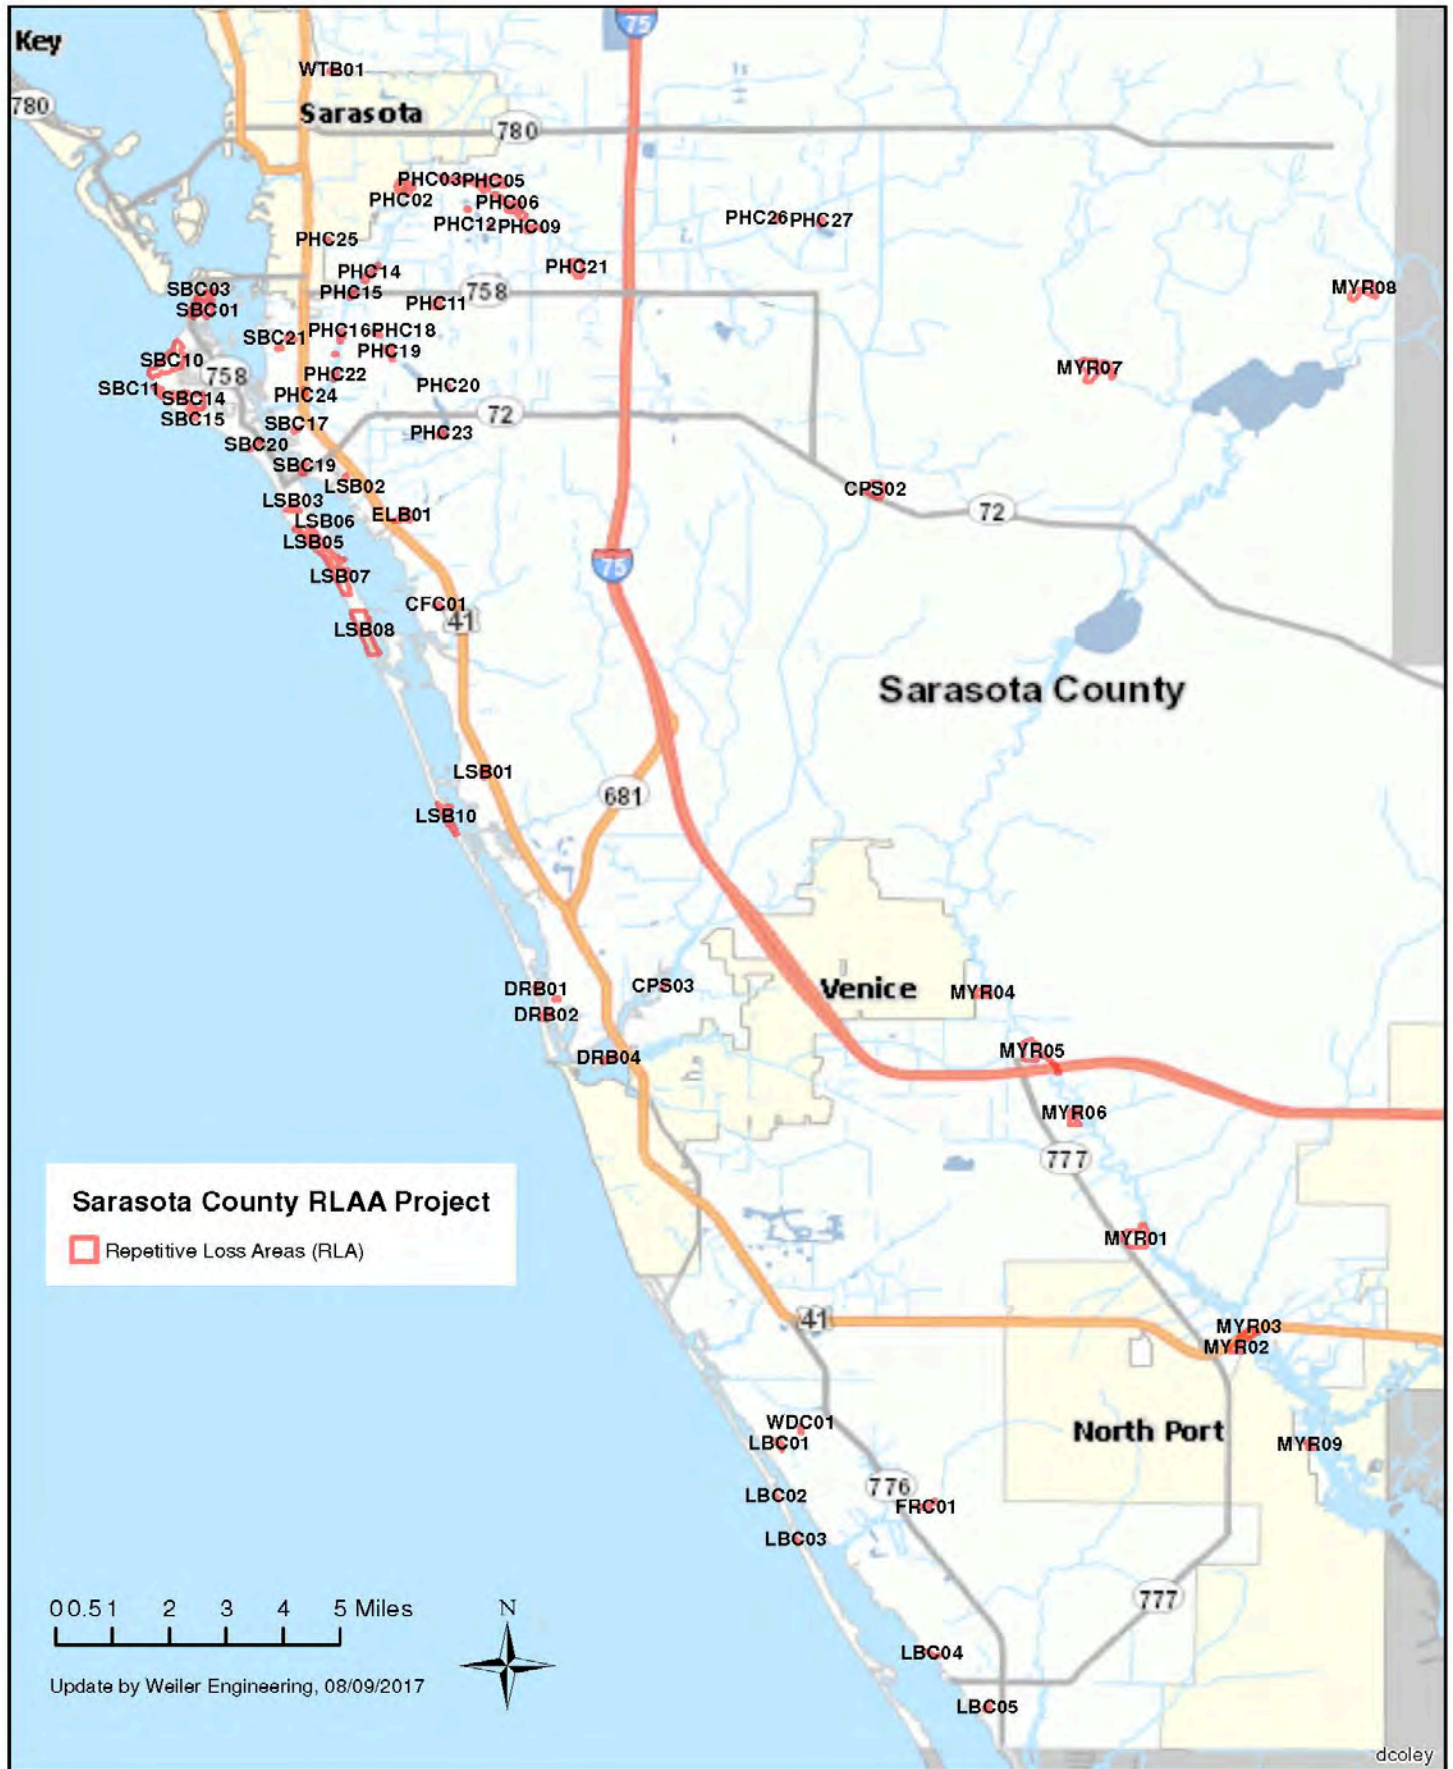 75
Key
WTB01
780
Sarasota
780
PHC03PHC05
PHC02
PHC06
PHC12PHC09
PHC26PHC27
PHC25
PHC14
PHC21
SBC03
PHC15
758
PHC11
MYR08
SBC01
SBC21
PHC16PHC18
PHC19
SBC10
758
PHC22
MYR07
SBC11
PHC20
SBC14
PHC24
72
SBC15
SBC17
PHC23
SBC20
SBC19
LSB02
CPS02
LSB03
72
LSB06
ELB01
LSB05
75
LSB07
CFC01
41
LSB08
Sarasota County
LSB01
681
LSB10
DRB01
CPS03
Venice
MYR04
DRB02
MYR05
DRB04
MYR06
777
Sarasota County RLAA Project
Repetitive Loss Areas (RLA)
MYR01
41
MYR03
MYR02
WDC01
LBC01
North Port
MYR09
776
LBC02
FRC01
LBC03
777
0 0.5 1 2 3 4 5 Miles
N
LBC04
Update by Weiler Engineering, 08/09/2017
LBC05
dcoley